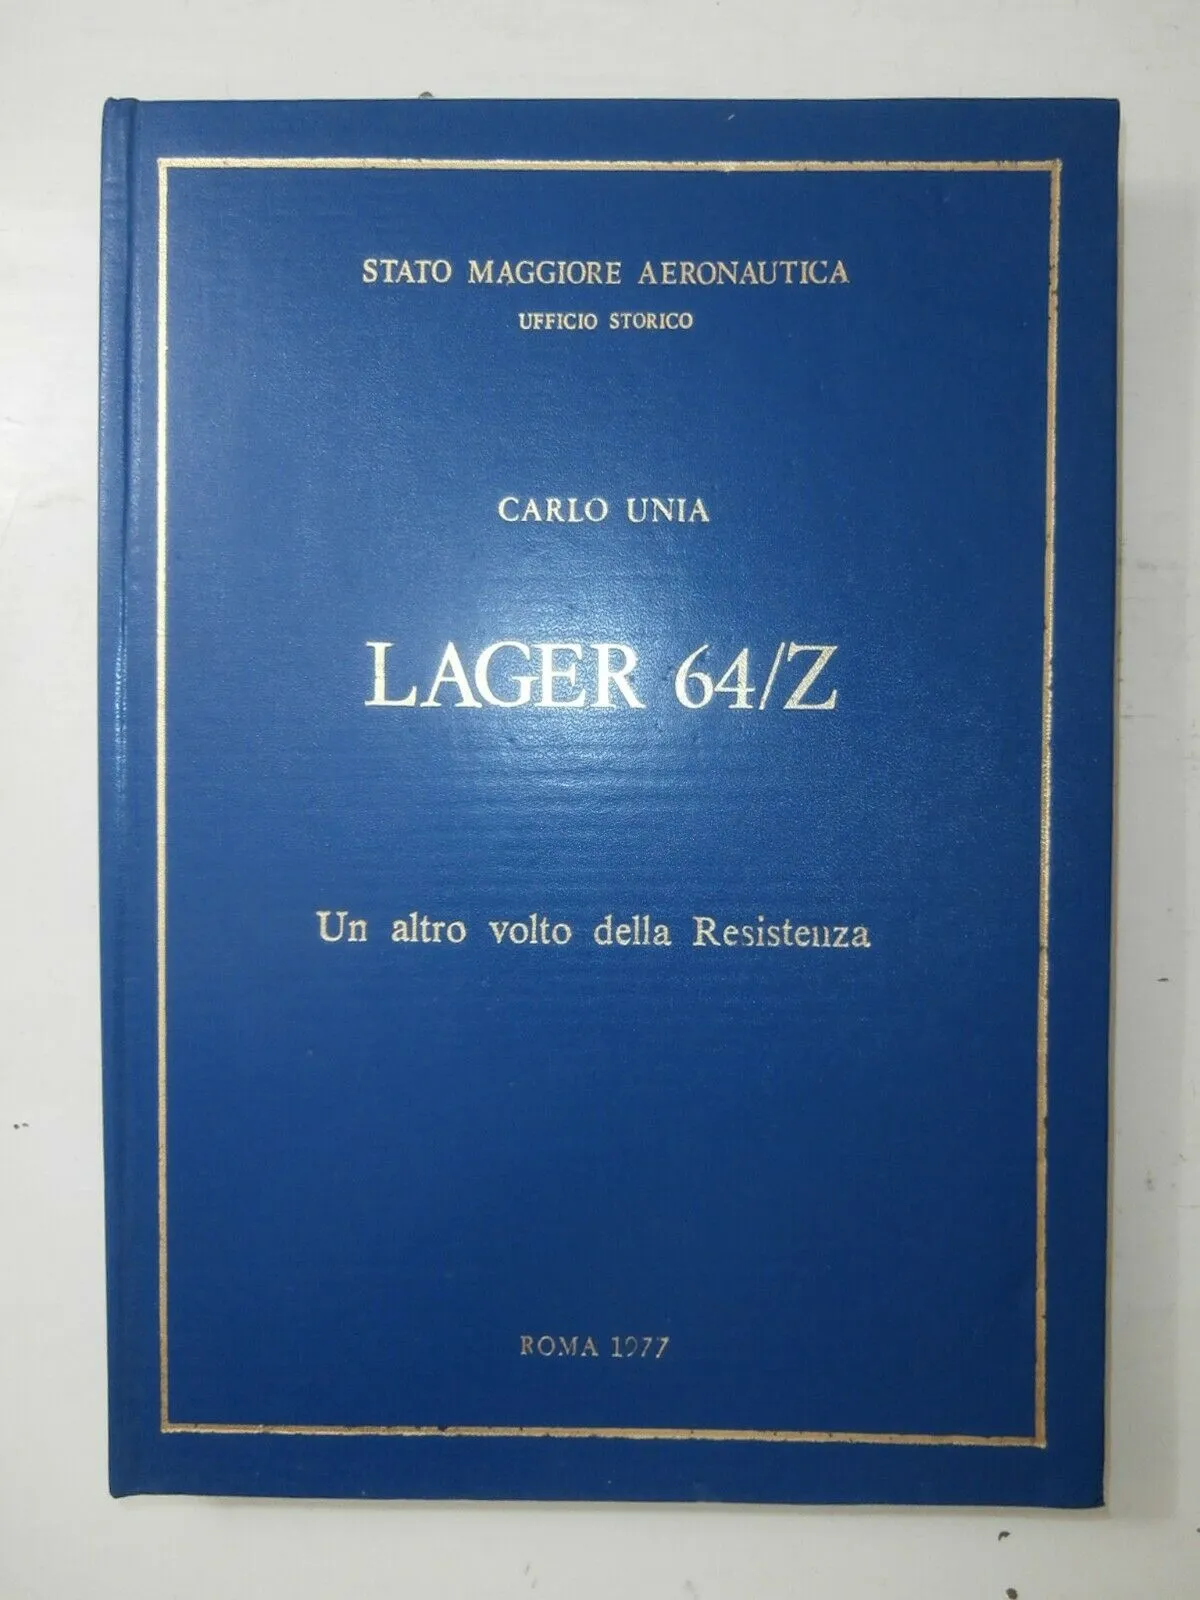 STATO MAGGIORE AERONAUTICA
UFFICIO STORICO
CARLO UNIA
LAGER 64/Z
Un altro volto della Resistenza
ROMA 1977